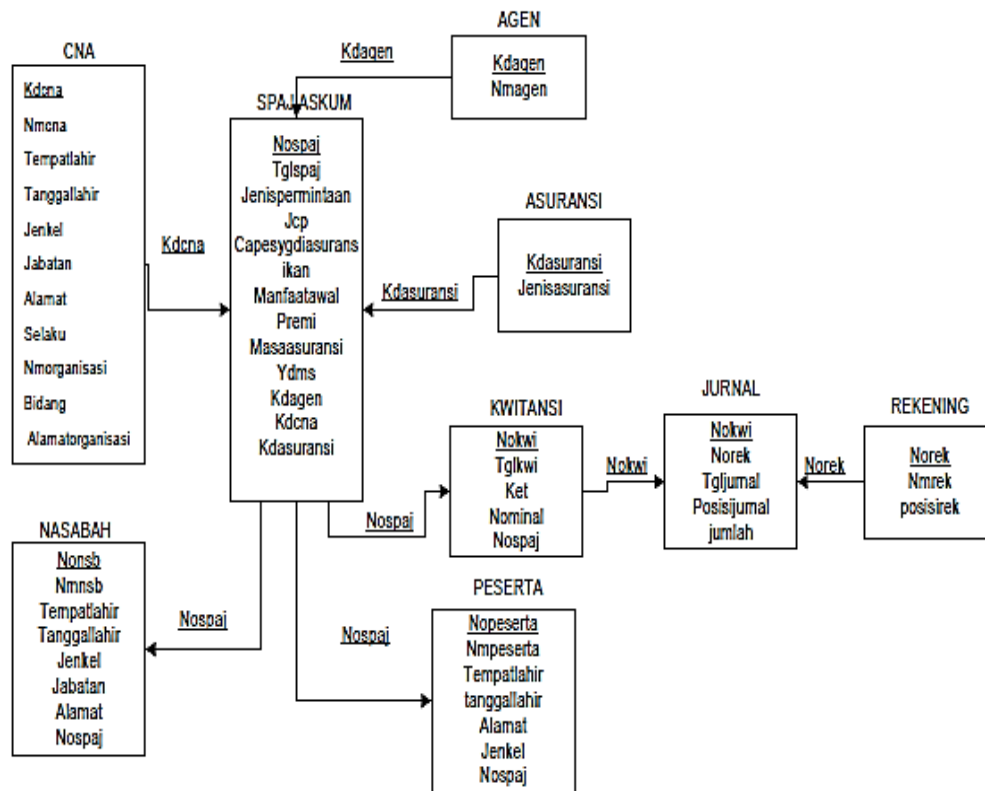 CNA
Kdcna
Nmcna
Tempatlahir
Tanggallahir
Jenkel
Jabatan
Alamat
Selaku
Nmorganisasi
Bidang
Alamatorganisasi
Kdcna
AGEN
Kdagen
Nmagen
Kdagen
SPAJ ASKUM
Nospaj
Tglspaj
Jenispermintaan
Jcp
Capesygdiasurans
ikan
Manfaatawal
Premi
Masaasuransi
Ydms
Kdagen
Kdcna
Kdasuransi
ASURANSI
Kdasuransi
Jenisasuransi
Kdasuransi
KWITANSI
Nokwi
Tglkwi
Ket
Nominal
Nospaj
Nospaj
JURNAL
Nokwi
Norek
Tgljurnal
Posisijurnal
jumlah
Nokwi
REKENING
Norek
Nmrek
posisirek
Norek
NASABAH
Nonsb
Nmnsb
Tempatlahir
Tanggallahir
Jenkel
Jabatan
Alamat
Nospaj
Nospaj
PESERTA
Nopeserta
Nmpeserta
Tempatlahir
tanggallahir
Alamat
Jenkel
Nospaj
Nospaj